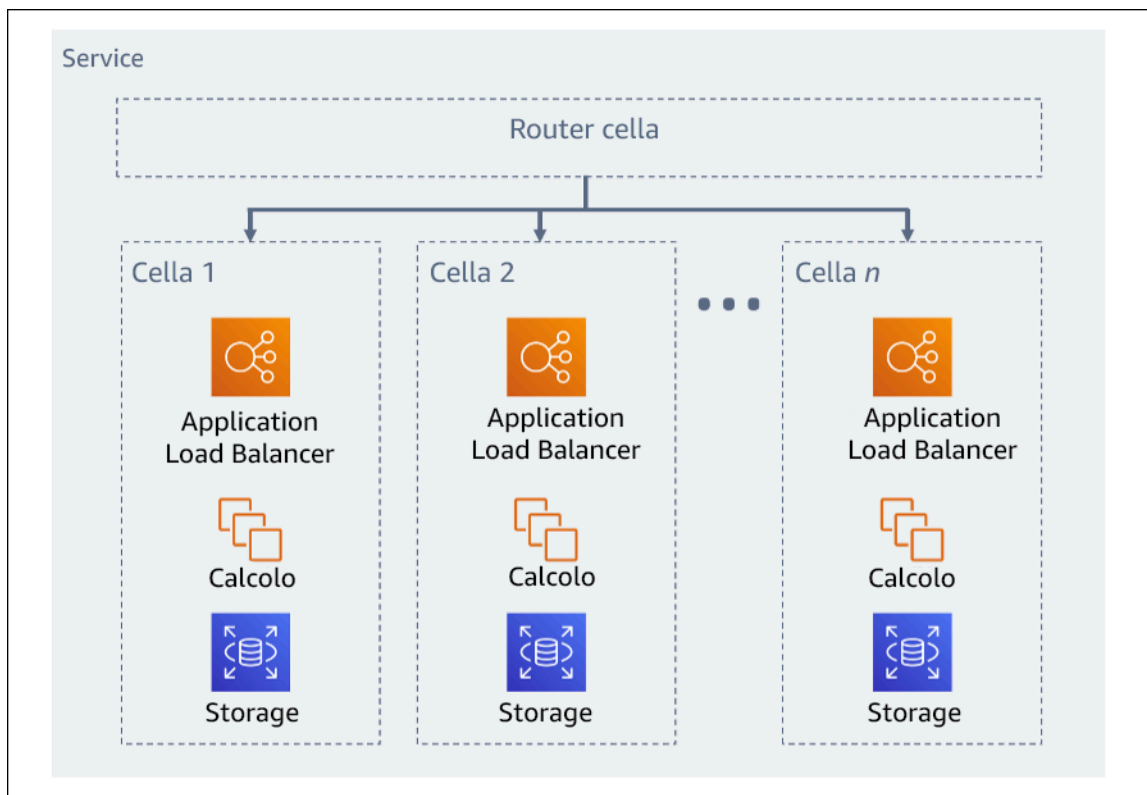 Service
Router cella
Cella 1
Cella 2
Cella n
Application
Load Balancer
Application
Load Balancer
Application
Load Balancer
Calcolo
Calcolo
Calcolo
Storage
Storage
Storage